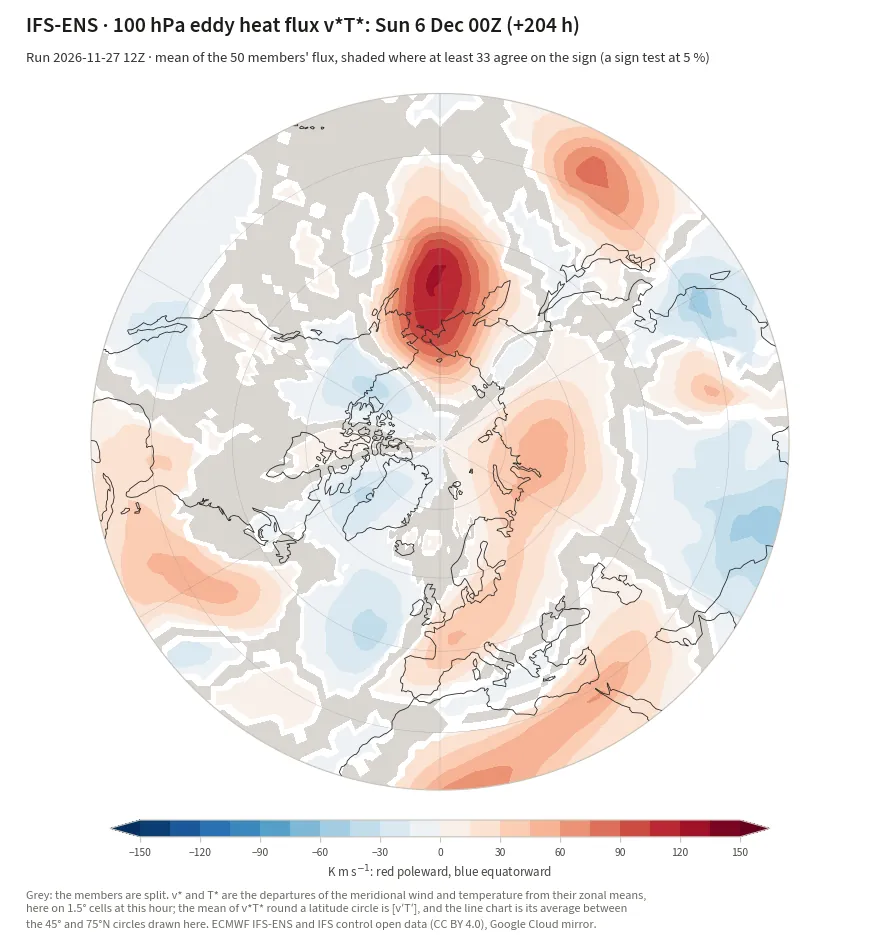 IFS-ENS · 100 hPa eddy heat flux v*T*: Sun 6 Dec 00Z (+204 h)
Run 2026-11-27 12Z · mean of the 50 members' flux, shaded where at least 33 agree on the sign (a sign test at 5 %)
−150 −120 −90 −60 −30 0 30 60 90 120 150
K m s⁻¹: red poleward, blue equatorward
Grey: the members are split. v* and T* are the departures of the meridional wind and temperature from their zonal means,
here on 1.5° cells at this hour; the mean of v*T* round a latitude circle is [v'T'], and the line chart is its average between
the 45° and 75°N circles drawn here. ECMWF IFS-ENS and IFS control open data (CC BY 4.0), Google Cloud mirror.